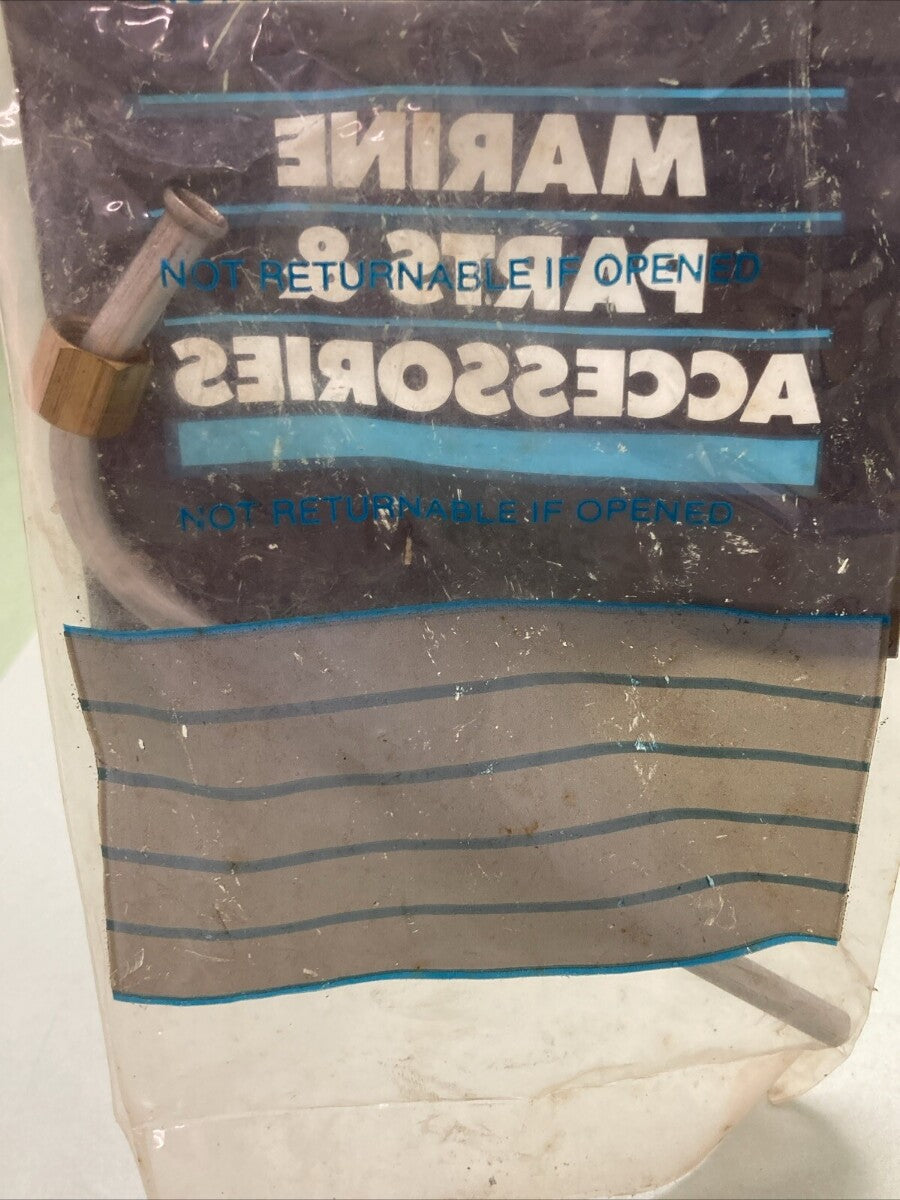 MARINE
PARTS &
NOT RETURNABLE IF OPENED
ACCESSORIES
NOT RETURNABLE IF OPENED